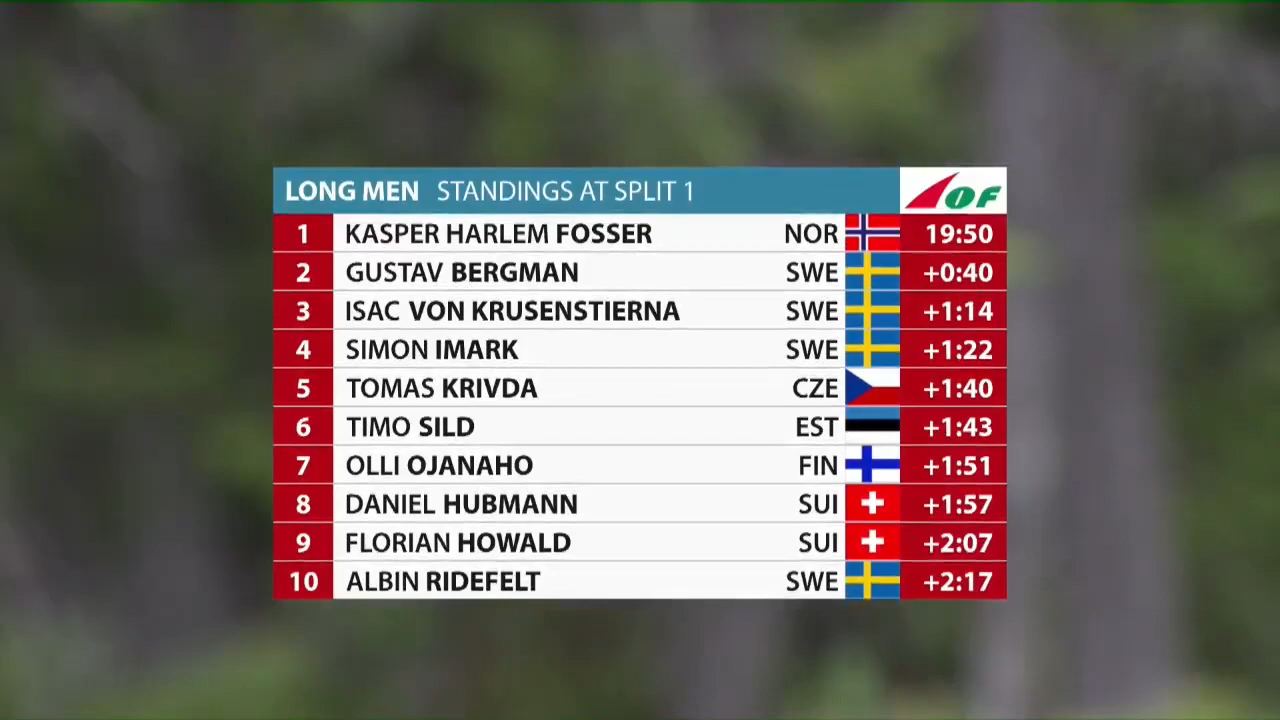 LONG MEN STANDINGS AT SPLIT 1 IOF
1 KASPER HARLEM FOSSER NOR 19:50
2 GUSTAV BERGMAN SWE +0:40
3 ISAC VON KRUSENSTIERNA SWE +1:14
4 SIMON IMARK SWE +1:22
5 TOMAS KRIVDA CZE +1:40
6 TIMO SILD EST +1:43
7 OLLI OJANAHO FIN +1:51
8 DANIEL HUBMANN SUI +1:57
9 FLORIAN HOWALD SUI +2:07
10 ALBIN RIDEFELT SWE +2:17